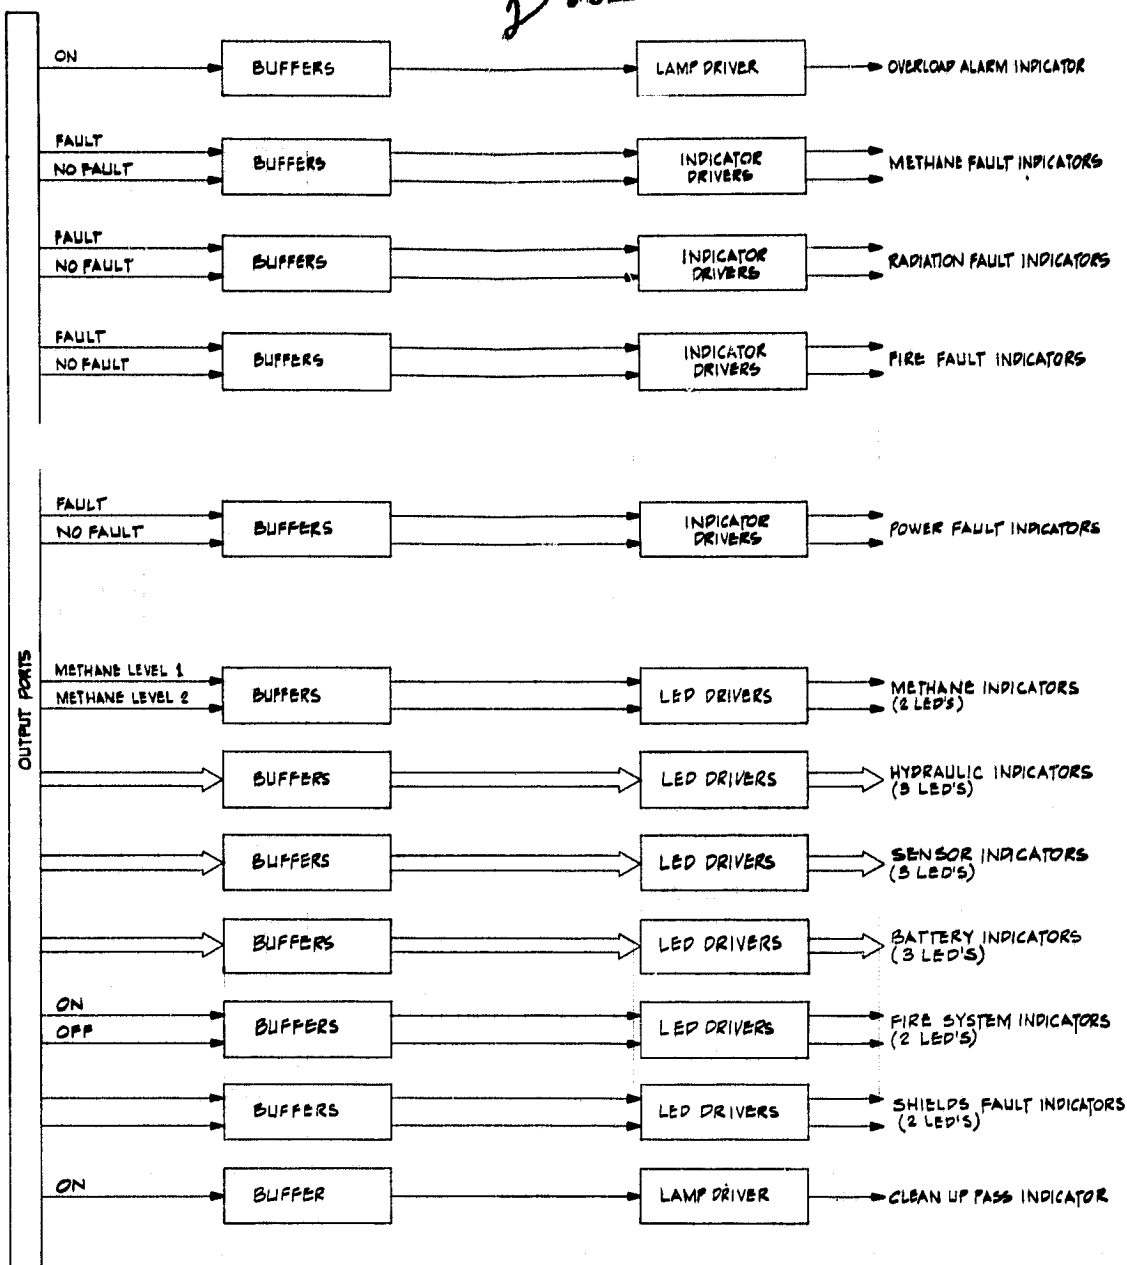 ON
BUFFERS
LAMP DRIVER
OVERLOAD ALARM INDICATOR
FAULT
NO FAULT
BUFFERS
INDICATOR
DRIVERS
METHANE FAULT INDICATORS
FAULT
NO FAULT
BUFFERS
INDICATOR
DRIVERS
RADIATION FAULT INDICATORS
FAULT
NO FAULT
BUFFERS
INDICATOR
DRIVERS
FIRE FAULT INDICATORS
FAULT
NO FAULT
BUFFERS
INDICATOR
DRIVERS
POWER FAULT INDICATORS
OUTPUT PORTS
METHANE LEVEL 1
METHANE LEVEL 2
BUFFERS
LED DRIVERS
METHANE INDICATORS
(2 LED'S)
BUFFERS
LED DRIVERS
HYDRAULIC INDICATORS
(3 LED'S)
BUFFERS
LED DRIVERS
SENSOR INDICATORS
(3 LED'S)
BUFFERS
LED DRIVERS
BATTERY INDICATORS
(3 LED'S)
ON
OFF
BUFFERS
LED DRIVERS
FIRE SYSTEM INDICATORS
(2 LED'S)
BUFFERS
LED DRIVERS
SHIELDS FAULT INDICATORS
(2 LED'S)
ON
BUFFER
LAMP DRIVER
CLEAN UP PASS INDICATOR